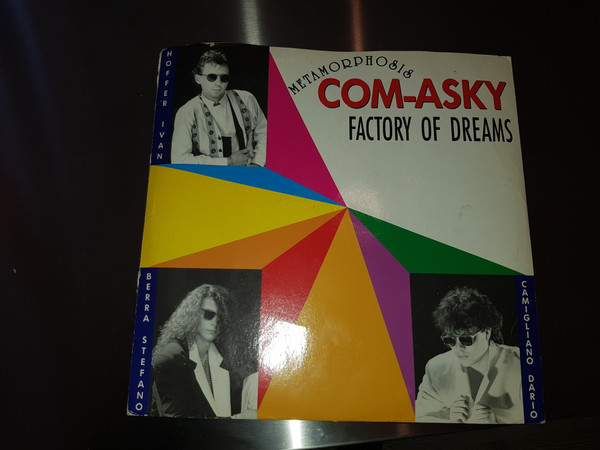 HOFFER IVAN
METAMORPHOSIS
COM-ASKY
FACTORY OF DREAMS
BERRA STEFANO
CAMIGLIANO DARIO